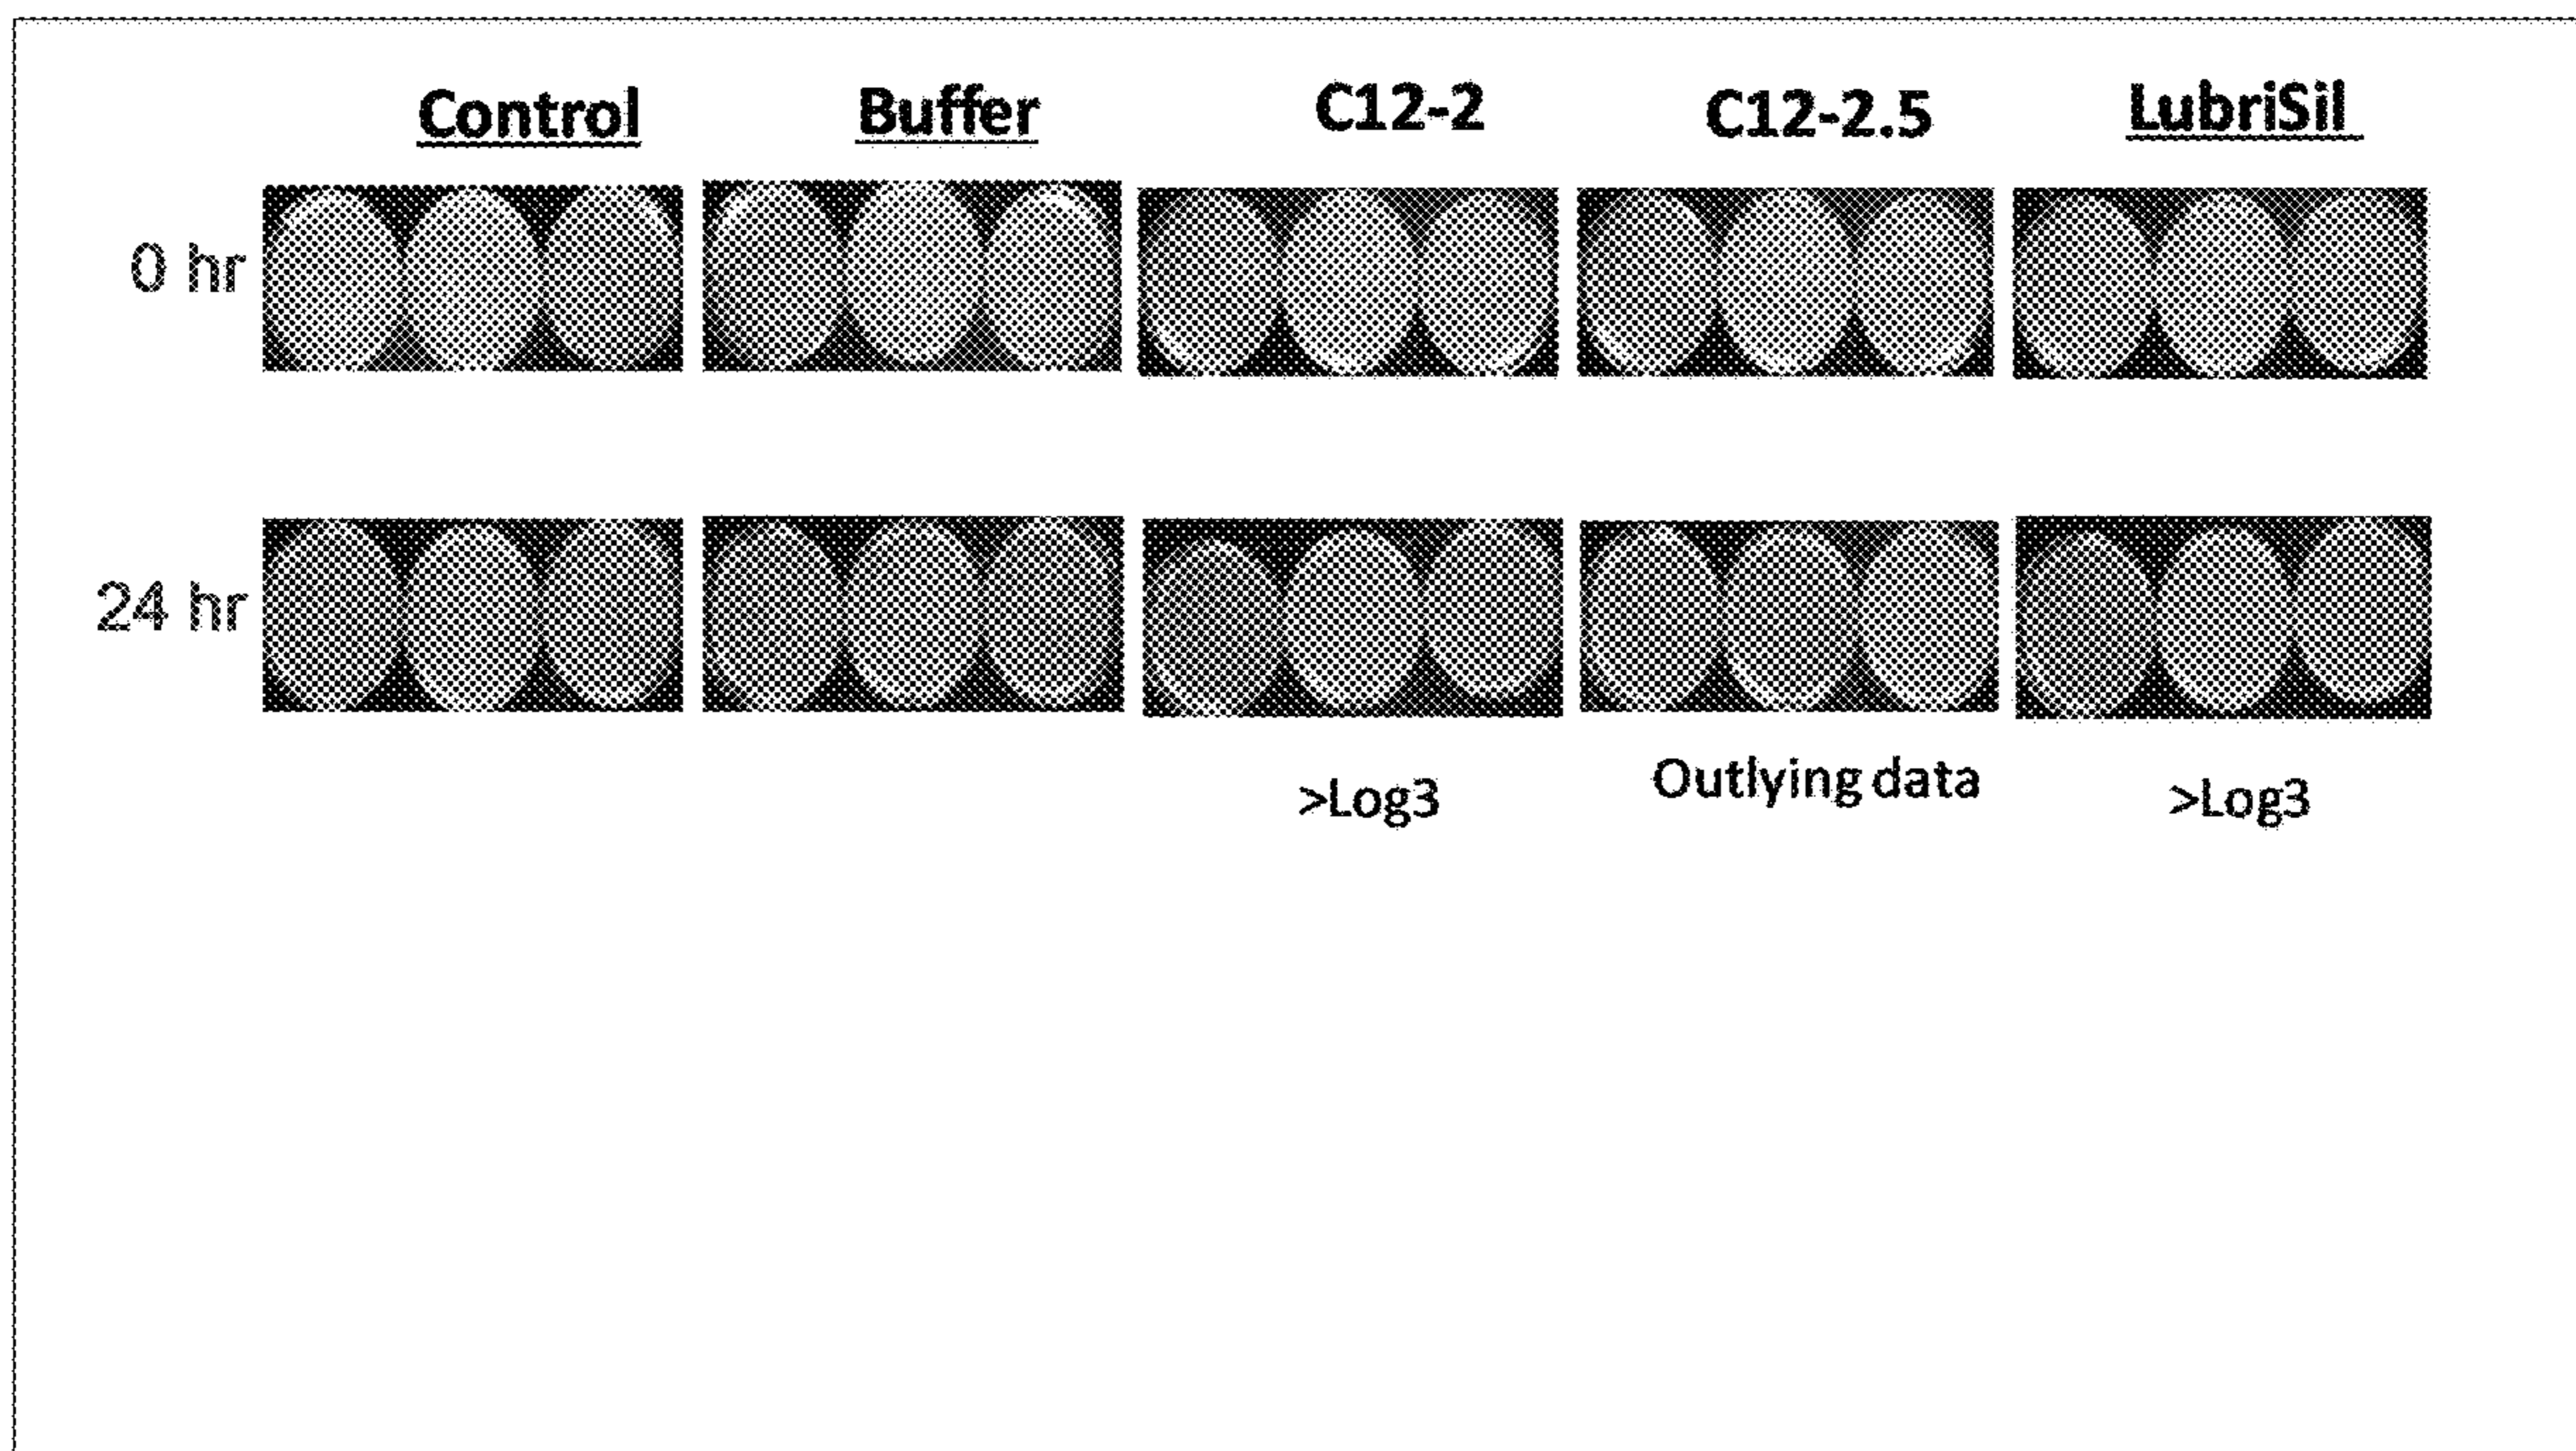 Control Buffer C12-2 C12-2.5 LubriSil
0 hr
24 hr
>Log3 Outlying data >Log3